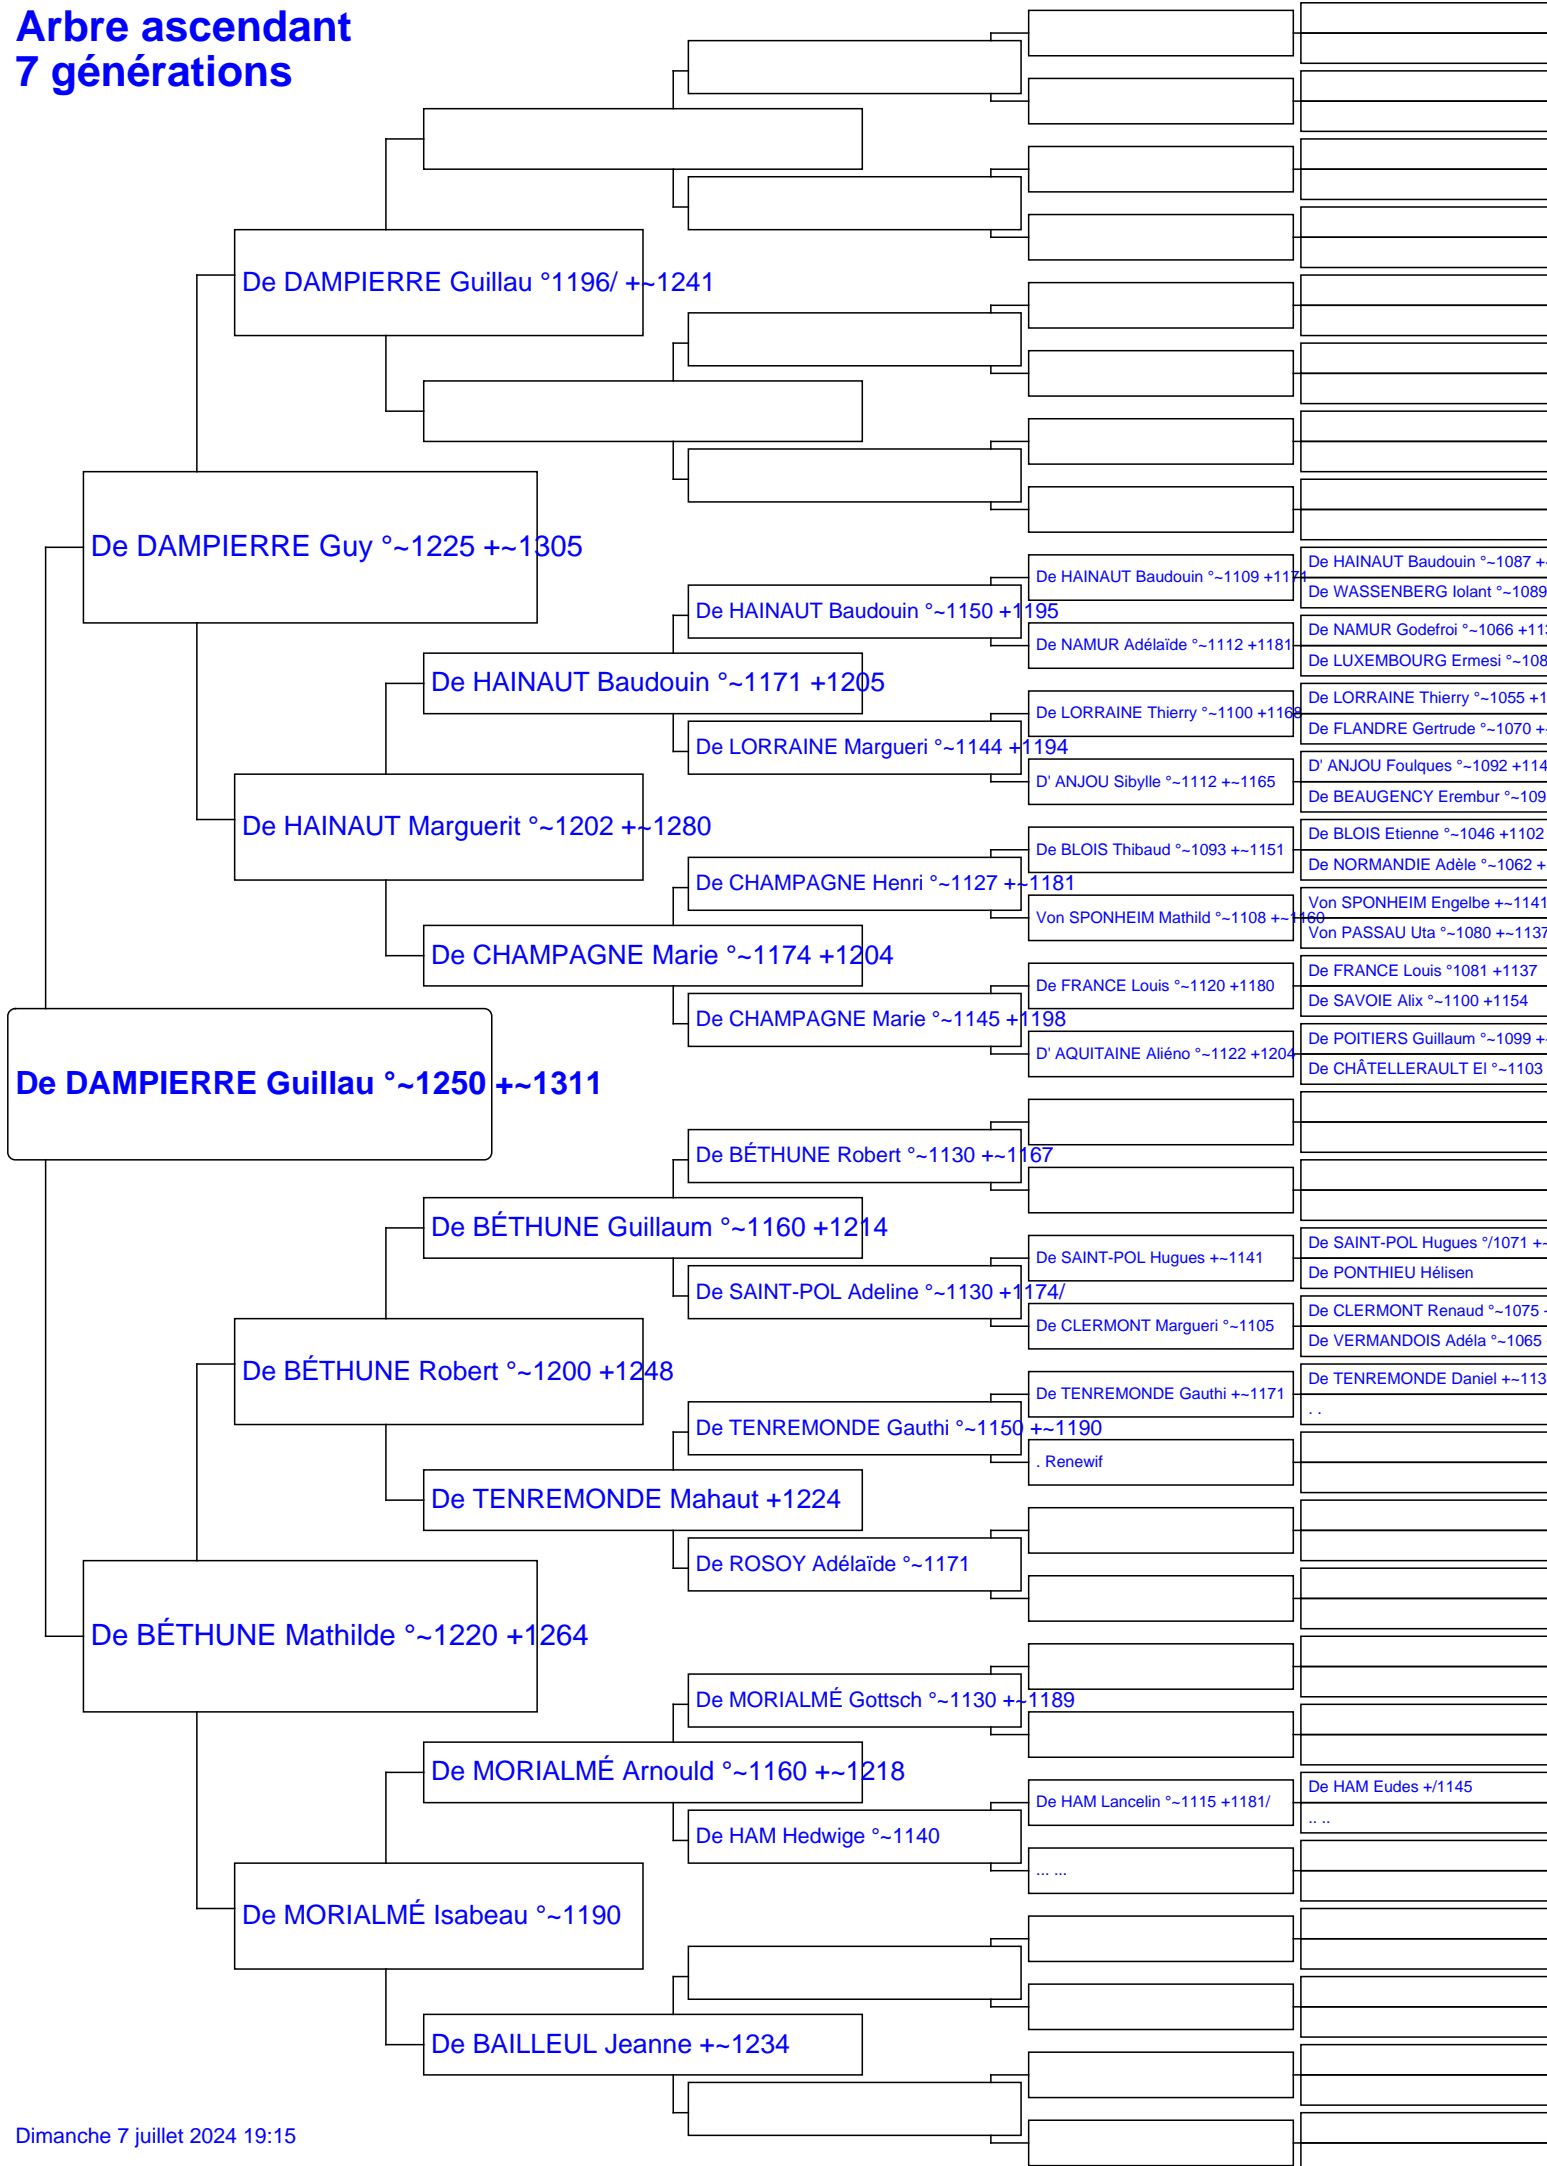 Arbre ascendant
7 générations
De DAMPIERRE Guillau °1196/ +~1241
De DAMPIERRE Guy °~1225 +~1305
De HAINAUT Baudouin °~1109 +1171
De HAINAUT Baudouin °~1087 +~
De WASSENBERG Iolant °~1089
De HAINAUT Baudouin °~1150 +1195
De NAMUR Adélaïde °~1112 +1181
De NAMUR Godefroi °~1066 +113
De LUXEMBOURG Ermesi °~108
De HAINAUT Baudouin °~1171 +1205
De LORRAINE Thierry °~1100 +1168
De LORRAINE Thierry °~1055 +1
De FLANDRE Gertrude °~1070 +
De LORRAINE Margueri °~1144 +1194
D' ANJOU Sibylle °~1112 +~1165
D' ANJOU Foulques °~1092 +114
De BEAUGENCY Erembur °~109
De HAINAUT Marguerit °~1202 +~1280
De BLOIS Thibaud °~1093 +~1151
De BLOIS Etienne °~1046 +1102
De NORMANDIE Adèle °~1062 +
De CHAMPAGNE Henri °~1127 +~1181
Von SPONHEIM Mathild °~1108 +~1160
Von SPONHEIM Engelbe +~1141
Von PASSAU Uta °~1080 +~1137
De CHAMPAGNE Marie °~1174 +1204
De FRANCE Louis °~1120 +1180
De FRANCE Louis °1081 +1137
De SAVOIE Alix °~1100 +1154
De CHAMPAGNE Marie °~1145 +1198
D' AQUITAINE Aliéno °~1122 +1204
De POITIERS Guillaum °~1099 +
De CHÂTELLERAULT El °~1103
De DAMPIERRE Guillau °~1250 +~1311
De BÉTHUNE Robert °~1130 +~1167
De BÉTHUNE Guillaum °~1160 +1214
De SAINT-POL Hugues +~1141
De SAINT-POL Hugues °/1071 +~
De PONTHIEU Hélisen
De SAINT-POL Adeline °~1130 +1174/
De CLERMONT Margueri °~1105
De CLERMONT Renaud °~1075
De VERMANDOIS Adéla °~1065
De BÉTHUNE Robert °~1200 +1248
De TENREMONDE Gauthi +~1171
De TENREMONDE Daniel +~113
. .
De TENREMONDE Gauthi °~1150 +~1190
. Renewif
De TENREMONDE Mahaut +1224
De ROSOY Adélaïde °~1171
De BÉTHUNE Mathilde °~1220 +1264
De MORIALMÉ Gottsch °~1130 +~1189
De MORIALMÉ Arnould °~1160 +~1218
De HAM Lancelin °~1115 +1181/
De HAM Eudes +/1145
.. ..
De HAM Hedwige °~1140
... ...
De MORIALMÉ Isabeau °~1190
De BAILLEUL Jeanne +~1234
Dimanche 7 juillet 2024 19:15